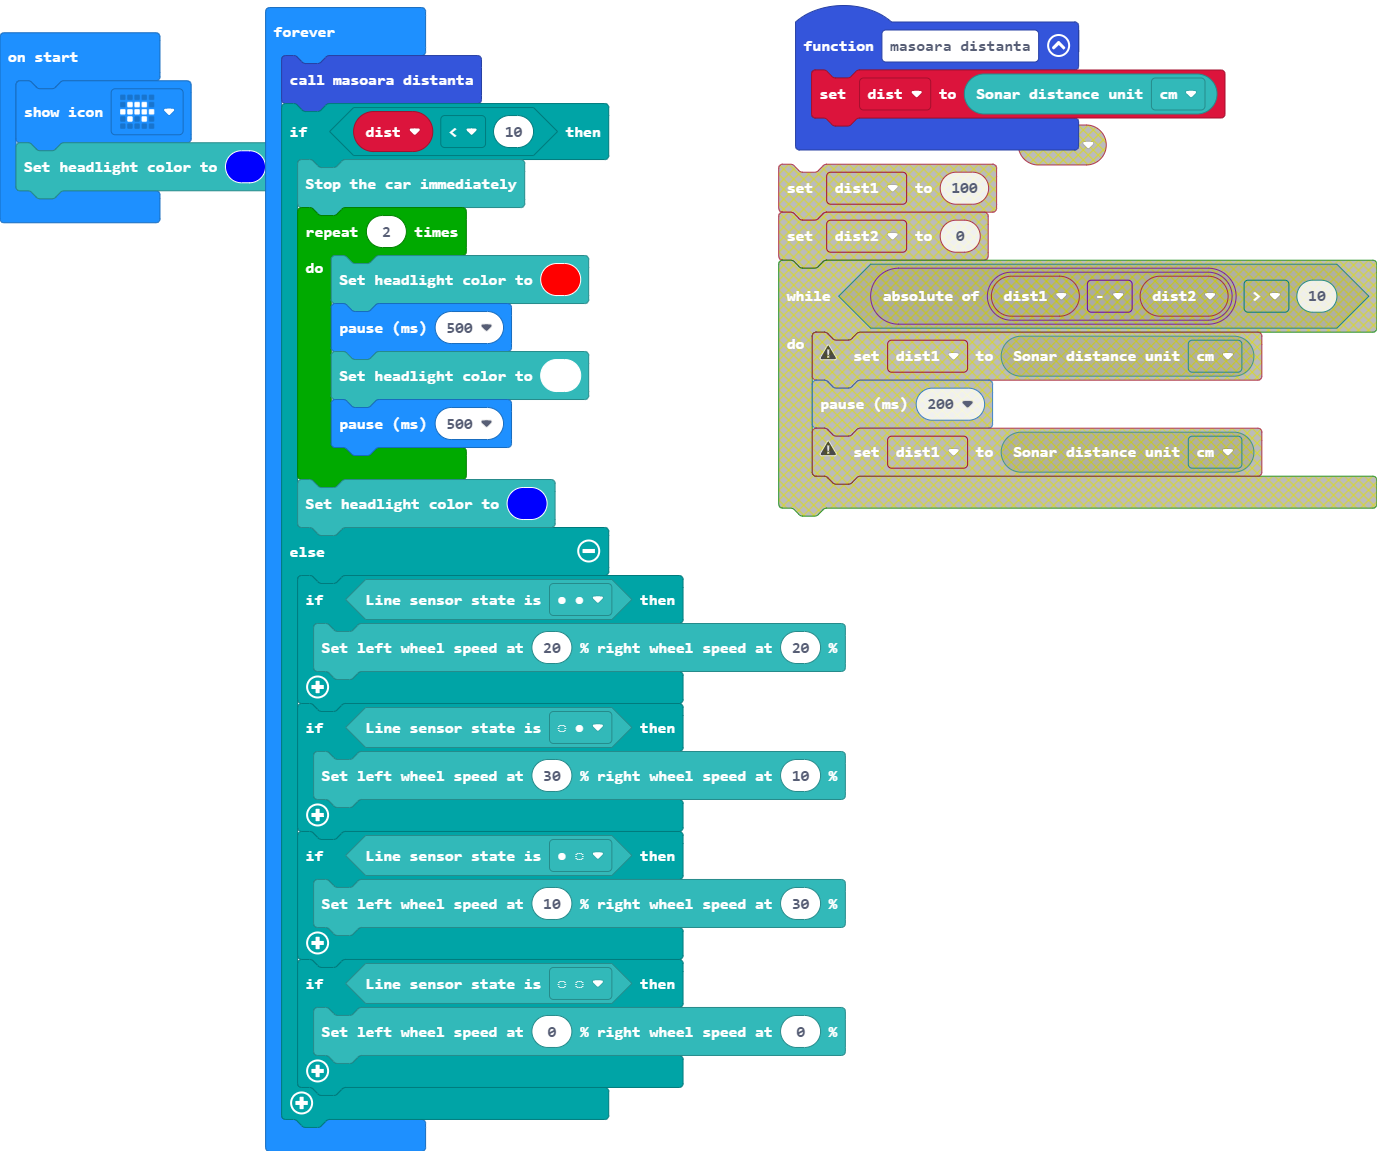 on start
show icon
Set headlight color to
forever
call masoara distanta
if dist < 10 then
Stop the car immediately
repeat 2 times
do
Set headlight color to
pause (ms) 500
Set headlight color to
pause (ms) 500
Set headlight color to
else
if Line sensor state is then
Set left wheel speed at 20 % right wheel speed at 20 %
if Line sensor state is then
Set left wheel speed at 30 % right wheel speed at 10 %
if Line sensor state is then
Set left wheel speed at 10 % right wheel speed at 30 %
if Line sensor state is then
Set left wheel speed at 0 % right wheel speed at 0 %
function masoara distanta
set dist to Sonar distance unit cm
set dist1 to 100
set dist2 to 0
while absolute of dist1 - dist2 > 10
do
set dist1 to Sonar distance unit cm
pause (ms) 200
set dist1 to Sonar distance unit cm